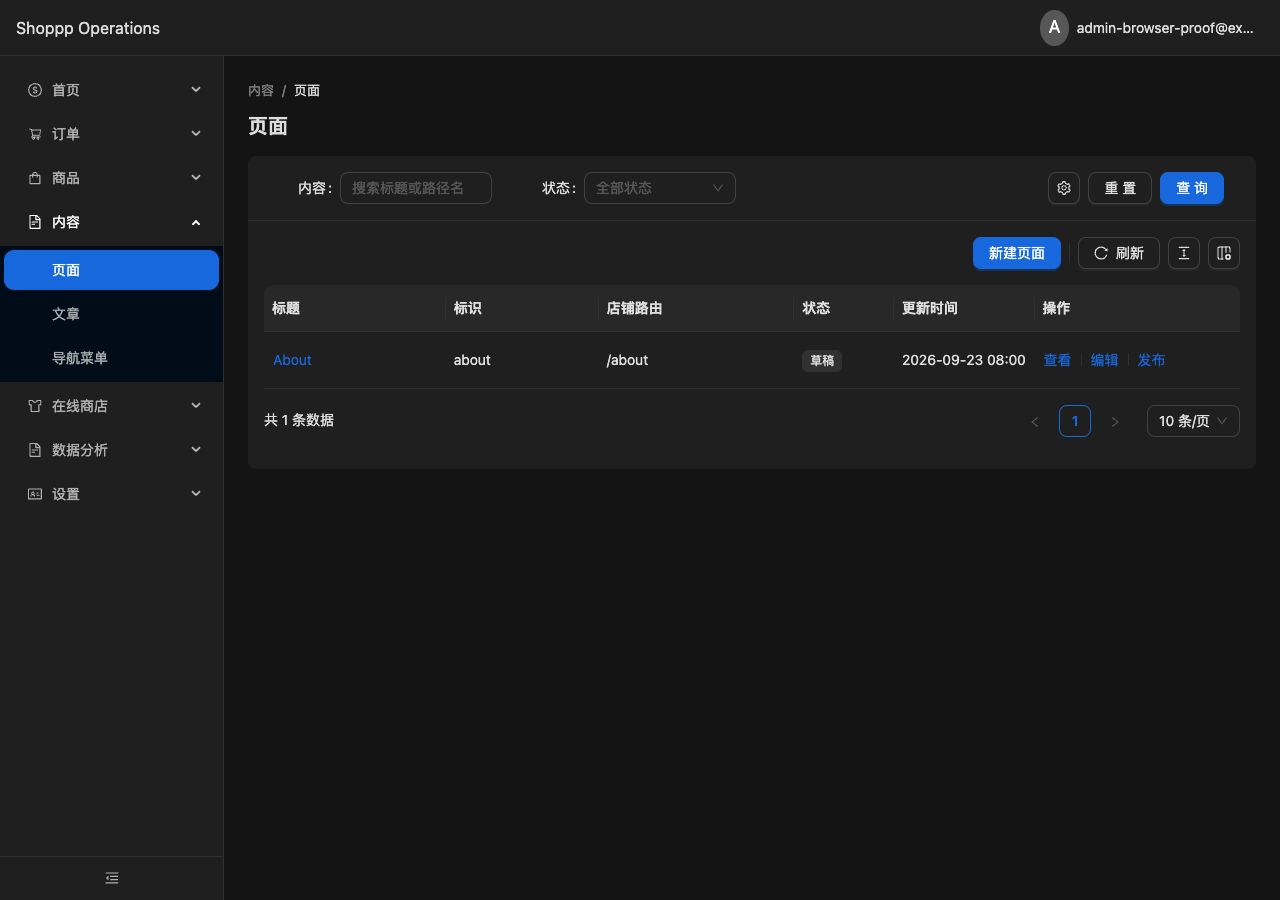 Shoppp Operations
A admin-browser-proof@ex...
首页
订单
商品
内容
页面
文章
导航菜单
在线商店
数据分析
设置
内容 / 页面
页面
内容: 搜索标题或路径名 状态: 全部状态 重 置 查 询
新建页面 刷新
标题 标识 店铺路由 状态 更新时间 操作
About about /about 草稿 2026-09-23 08:00 查看 编辑 发布
共 1 条数据 1 10 条/页